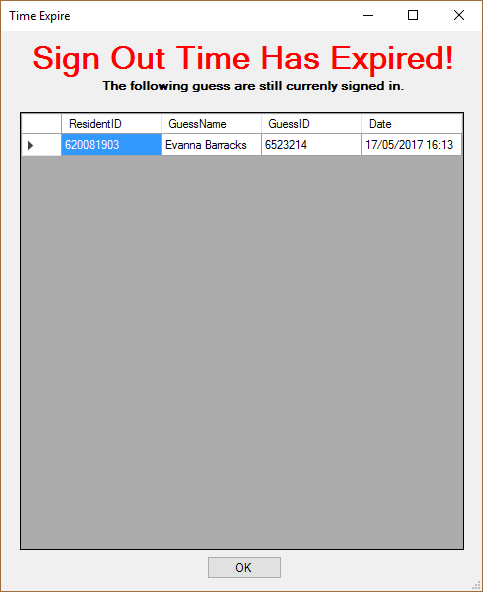 Time Expire
Sign Out Time Has Expired!
The following guess are still currenly signed in.
ResidentID GuessName GuessID Date
620081903 Evanna Barracks 6523214 17/05/2017 16:13
OK